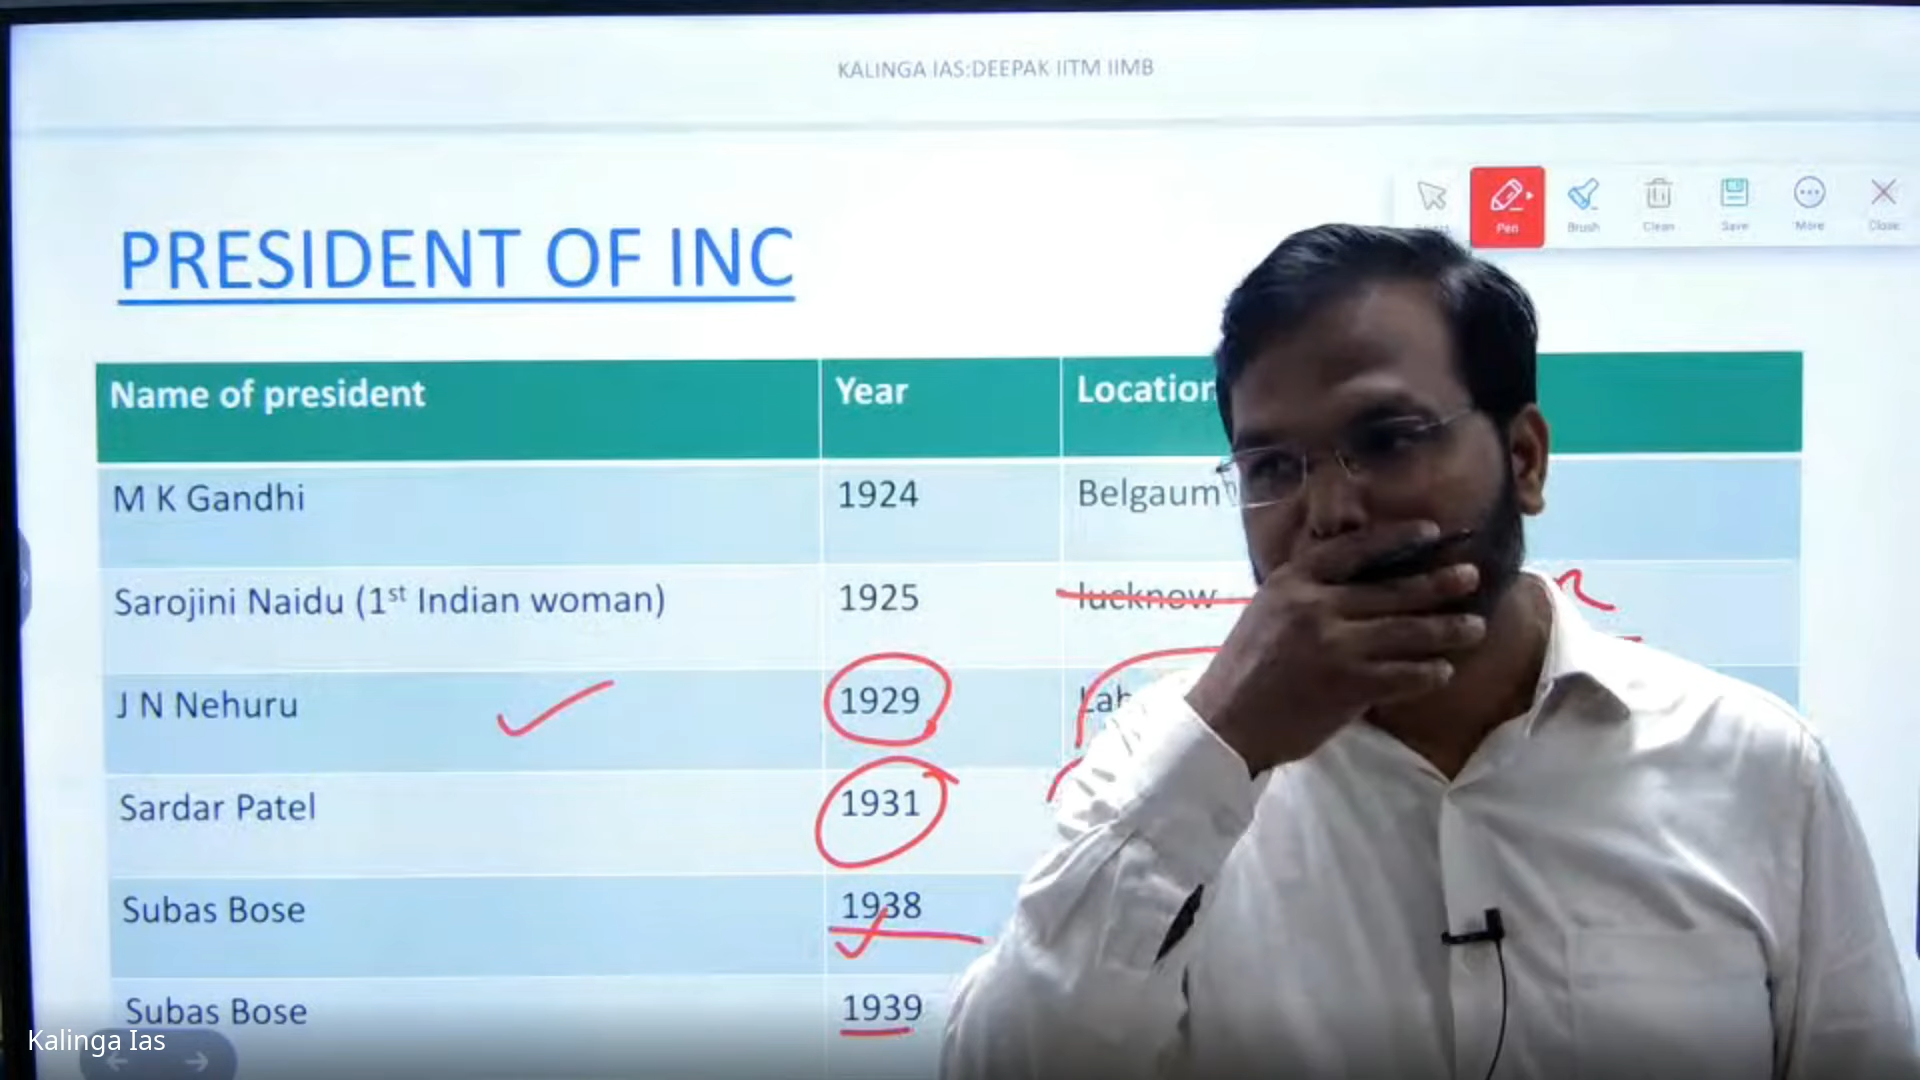 KALINGA IAS:DEEPAK IITM IIMB
Pen
Brush
Clean
Save
More
Close
PRESIDENT OF INC
Name of president Year Location
M K Gandhi 1924 Belgaum
Sarojini Naidu (1st Indian woman) 1925 lucknow
J N Nehuru 1929 Lah
Sardar Patel 1931
Subas Bose 1938
Subas Bose 1939
Kalinga Ias